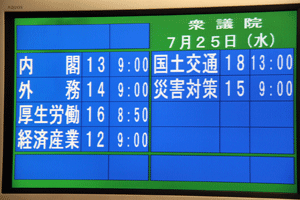 衆議院
7月25日(水)
内閣 13 9:00
外務 14 9:00
厚生労働 16 8:50
経済産業 12 9:00
国土交通 18 13:00
災害対策 15 9:00